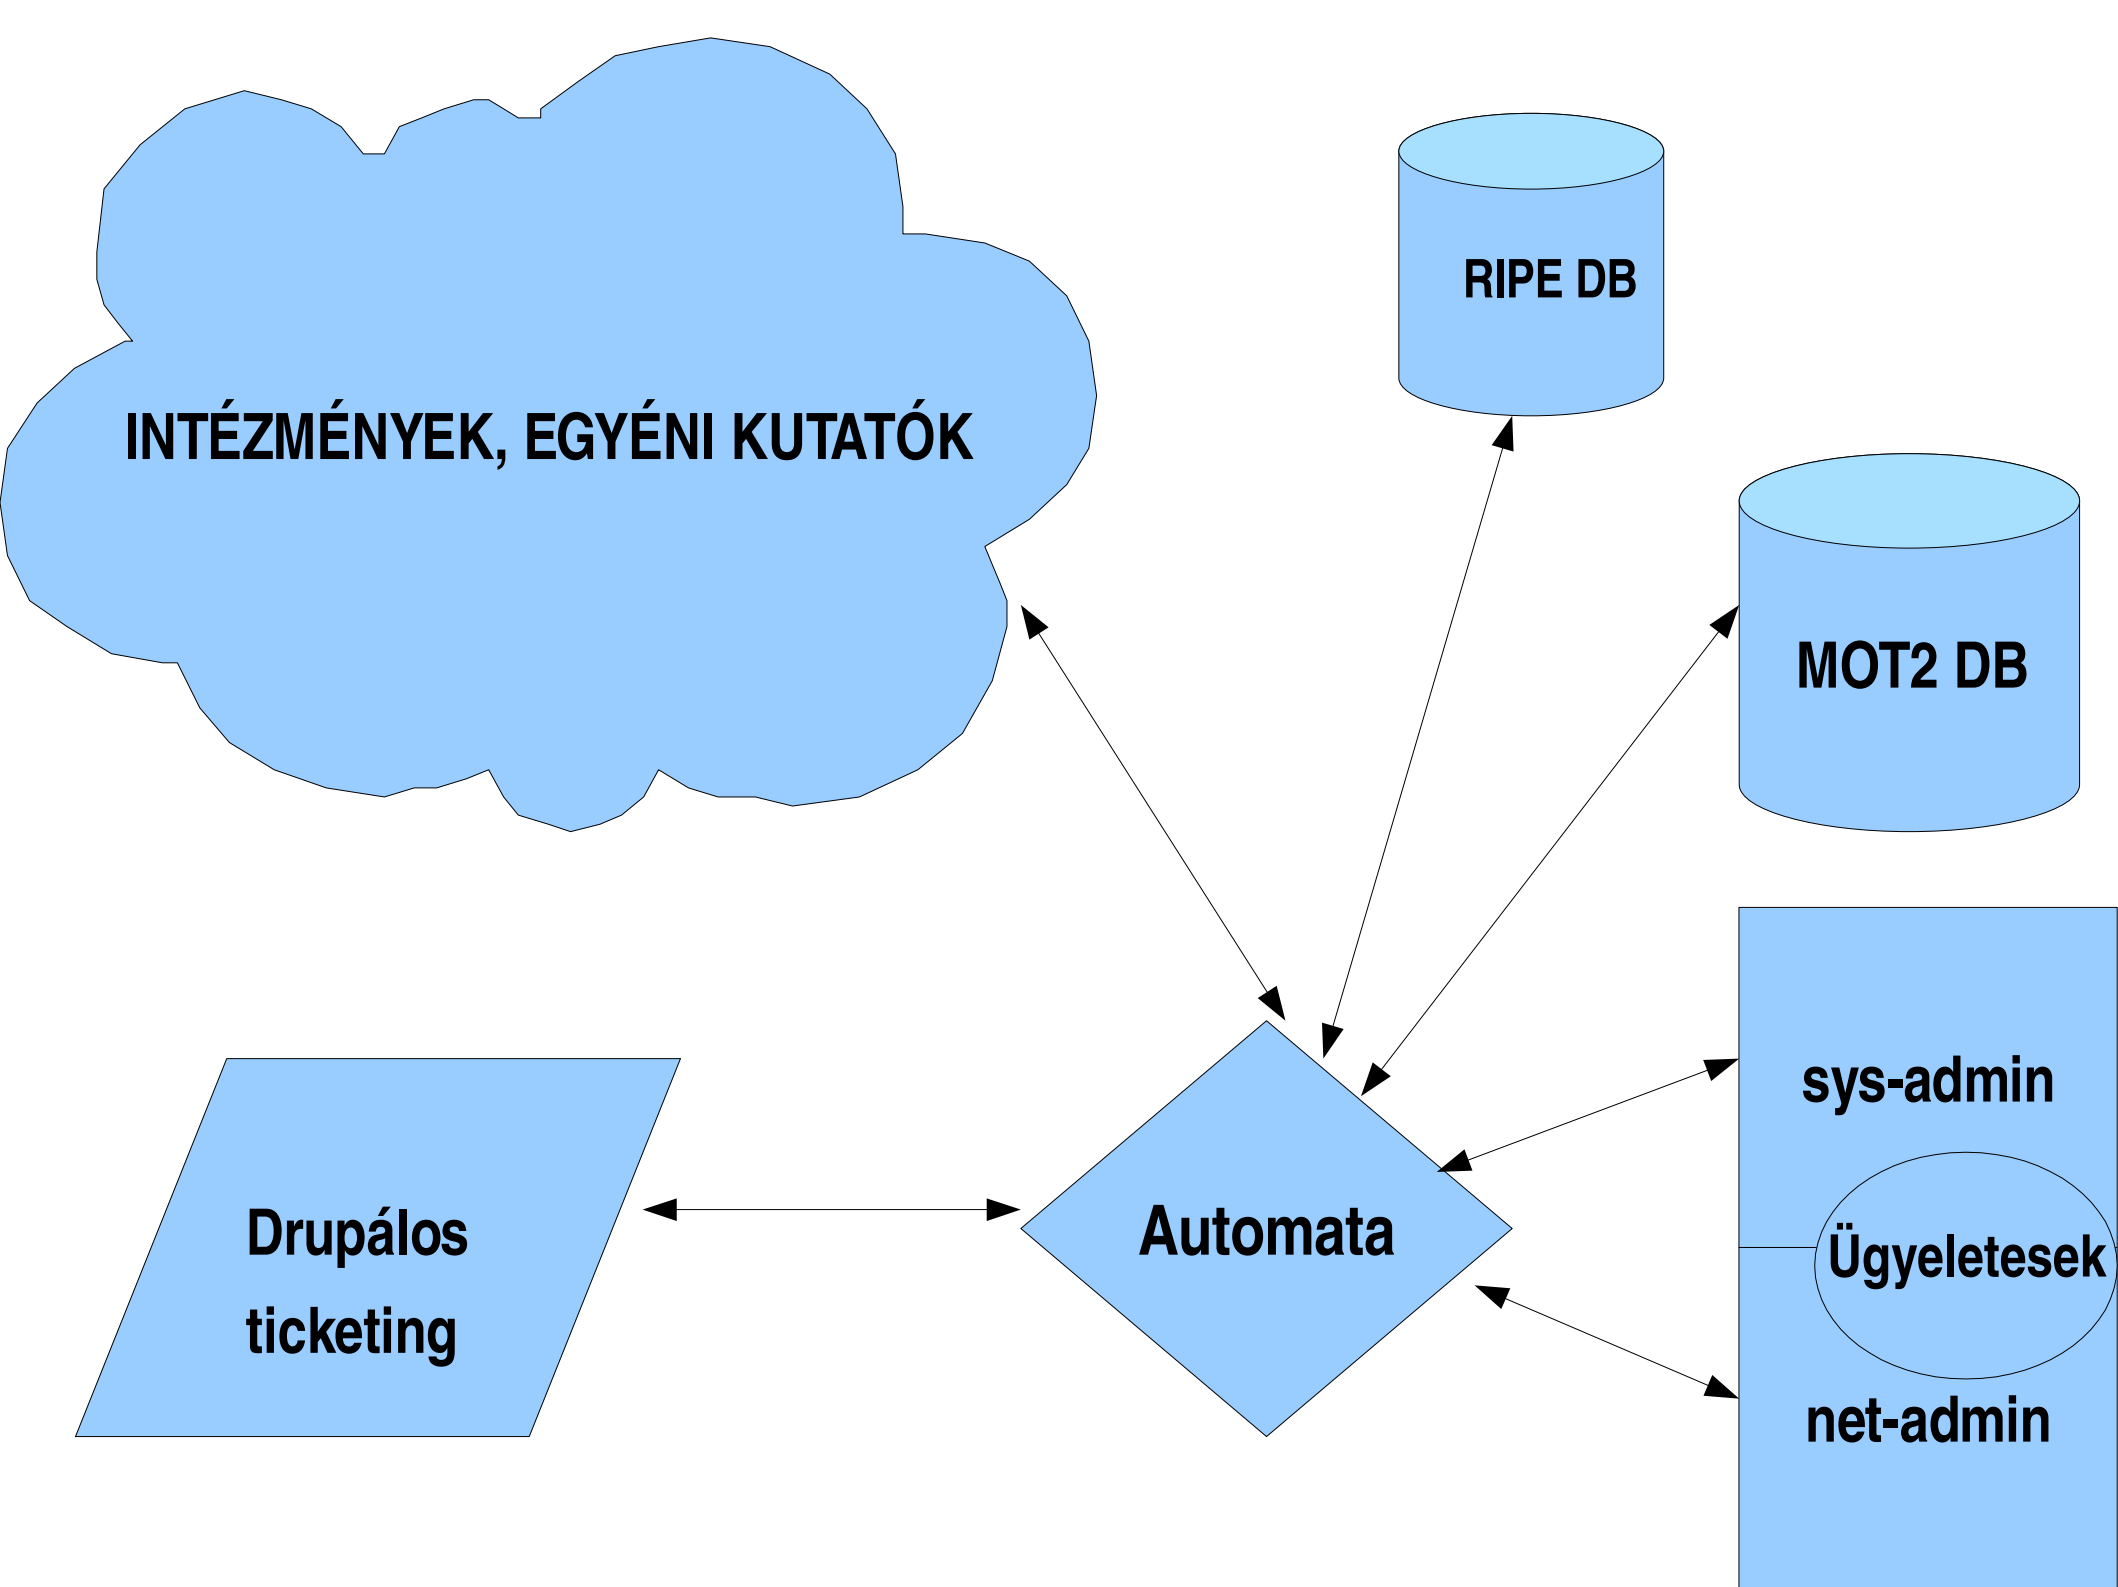 INTÉZMÉNYEK, EGYÉNI KUTATÓK
RIPE DB
MOT2 DB
sys-admin
Ügyeletesek
net-admin
Automata
Drupálos
ticketing